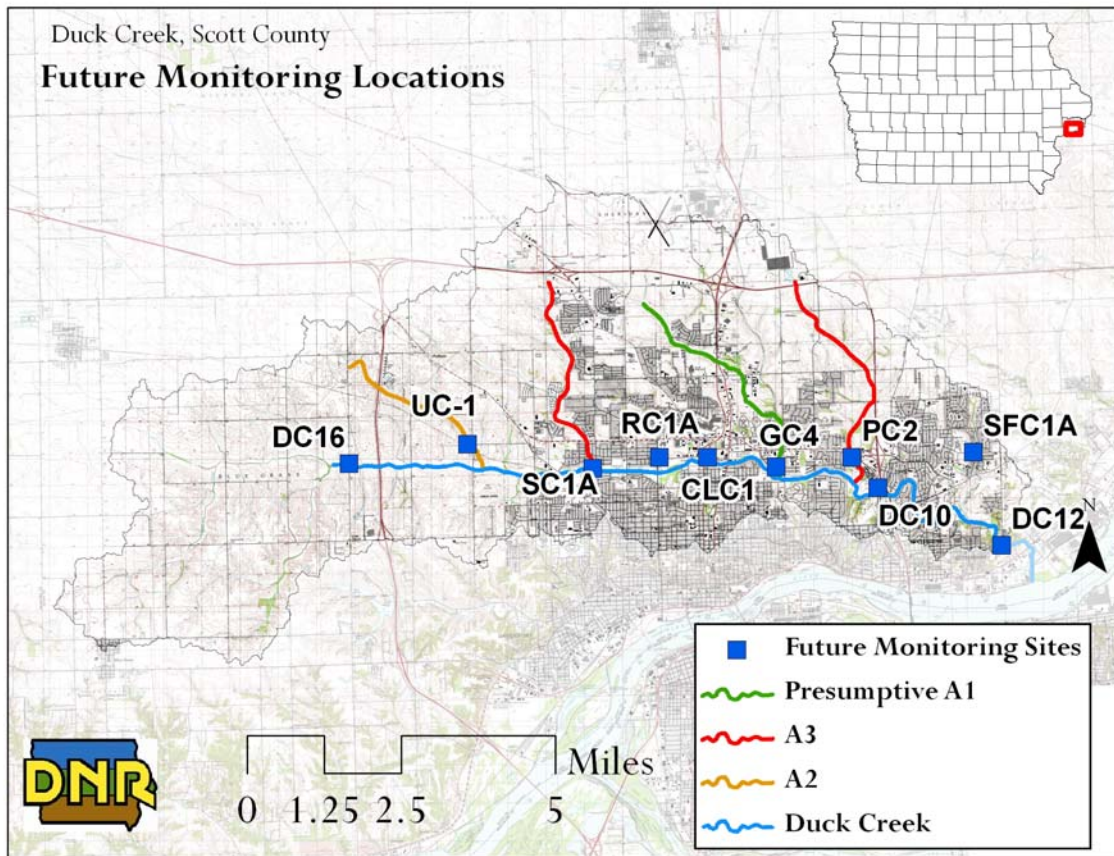 Duck Creek, Scott County
Future Monitoring Locations
UC-1
DC16
RC1A
GC4
PC2
SFC1A
SC1A
CLC1
DC10
DC12
N
Future Monitoring Sites
Presumptive A1
A3
A2
Duck Creek
DNR
Miles
0 1.25 2.5 5